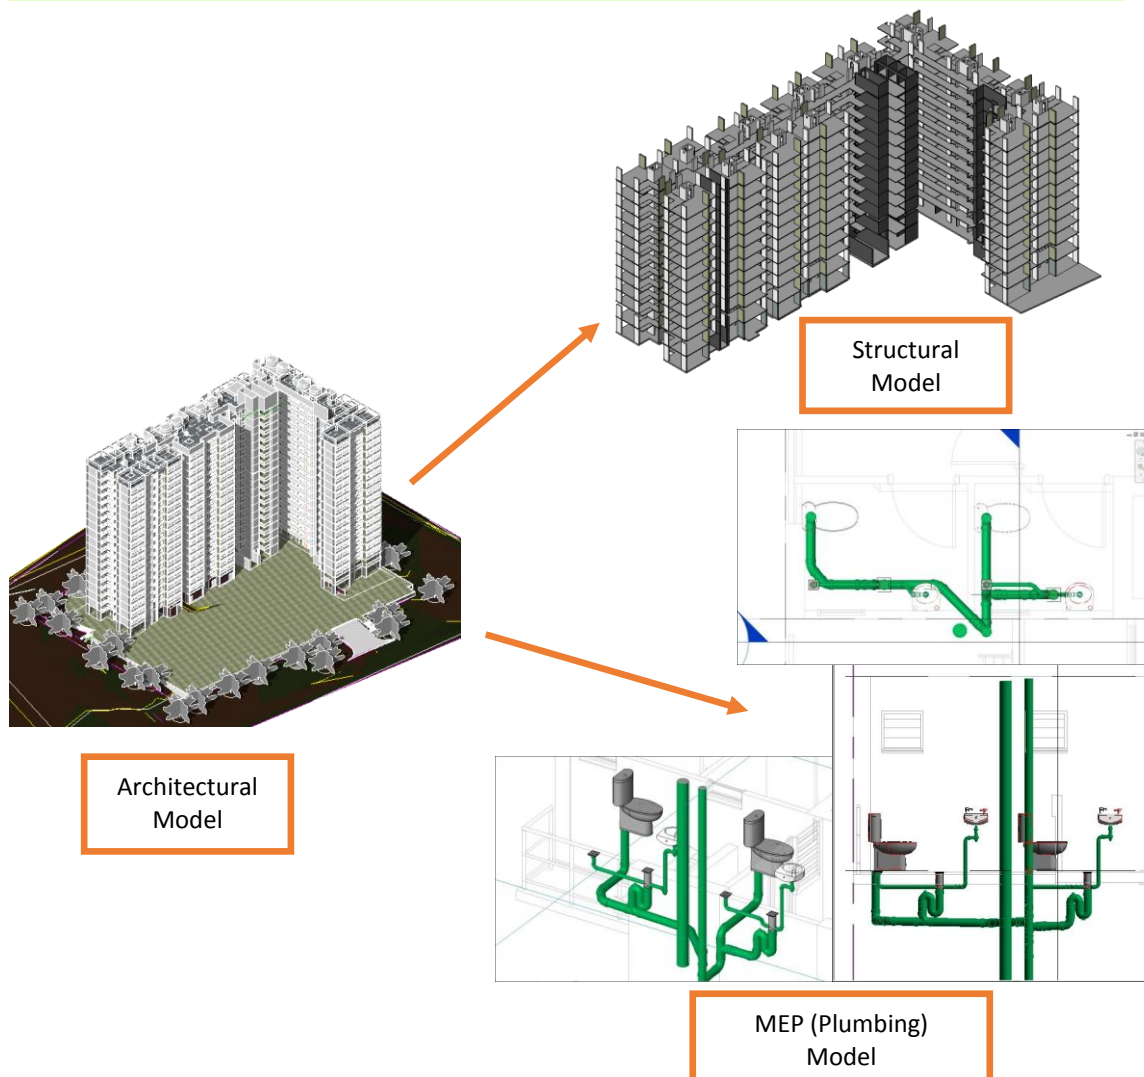 Structural
Model
Architectural
Model
MEP (Plumbing)
Model